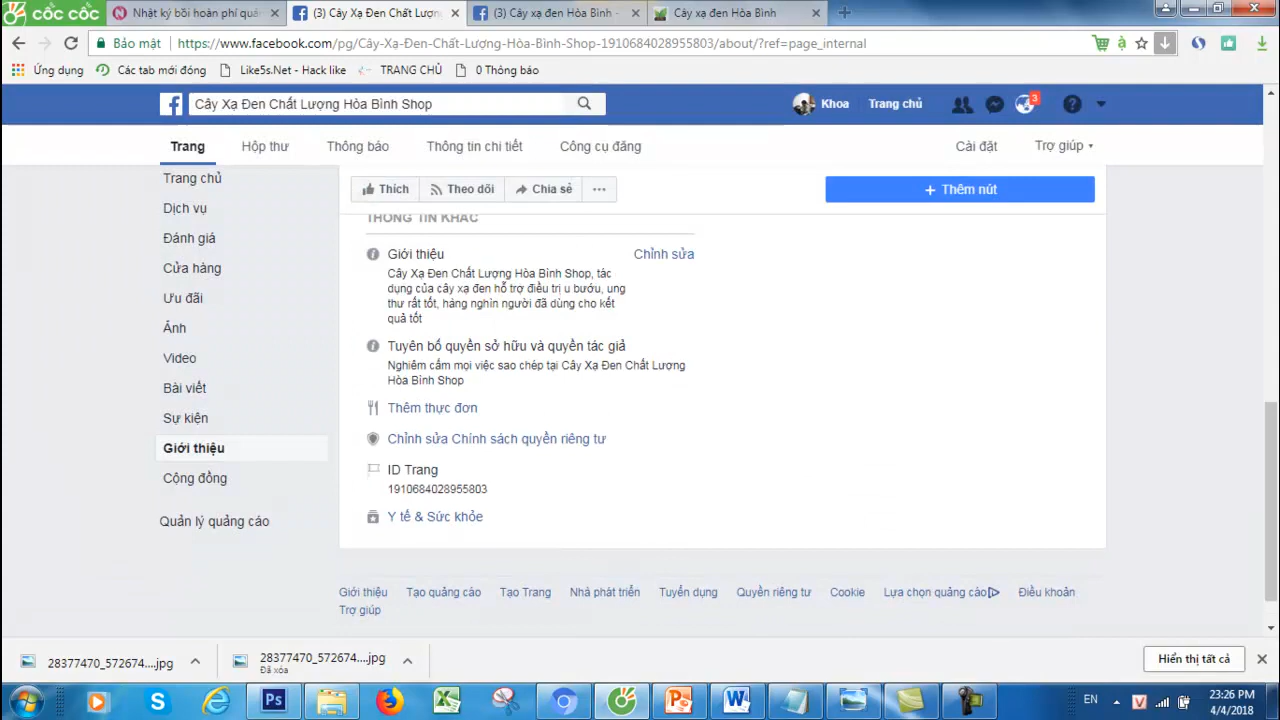 cốc cốc
Nhật ký bồi hoàn phí quả
(3) Cây Xạ Đen Chất Lượn
(3) Cây xạ đen Hòa Bình -
Cây xạ đen Hòa Bình
Bảo mật
https://www.facebook.com/pg/Cây-Xạ-Đen-Chất-Lượng-Hòa-Bình-Shop-1910684028955803/about/?ref=page_internal
Ứng dụng
Các tab mới đóng
Like5s.Net - Hack like
TRANG CHỦ
0 Thông báo
Cây Xạ Đen Chất Lượng Hòa Bình Shop
Khoa
Trang chủ
3
Trang
Hộp thư
Thông báo
Thông tin chi tiết
Công cụ đăng
Cài đặt
Trợ giúp
Trang chủ
Dịch vụ
Đánh giá
Cửa hàng
Ưu đãi
Ảnh
Video
Bài viết
Sự kiện
Giới thiệu
Cộng đồng
Quản lý quảng cáo
Thích
Theo dõi
Chia sẻ
+ Thêm nút
THÔNG TIN KHÁC
Giới thiệu
Chỉnh sửa
Cây Xạ Đen Chất Lượng Hòa Bình Shop, tác
dụng của cây xạ đen hỗ trợ điều trị u bướu, ung
thư rất tốt, háng nghìn người đã dùng cho kết
quả tốt
Tuyên bố quyền sở hữu và quyền tác giả
Nghiêm cấm mọi việc sao chép tại Cây Xạ Đen Chất Lượng
Hòa Bình Shop
Thêm thực đơn
Chỉnh sửa Chính sách quyền riêng tư
ID Trang
1910684028955803
Y tế & Sức khỏe
Giới thiệu
Tạo quảng cáo
Tạo Trang
Nhà phát triển
Tuyển dụng
Quyền riêng tư
Cookie
Lựa chọn quảng cáo
Điều khoản
Trợ giúp
28377470_572674....jpg
28377470_572674....jpg
Đã xóa
Hiển thị tất cả
EN
23:26 PM
4/4/2018